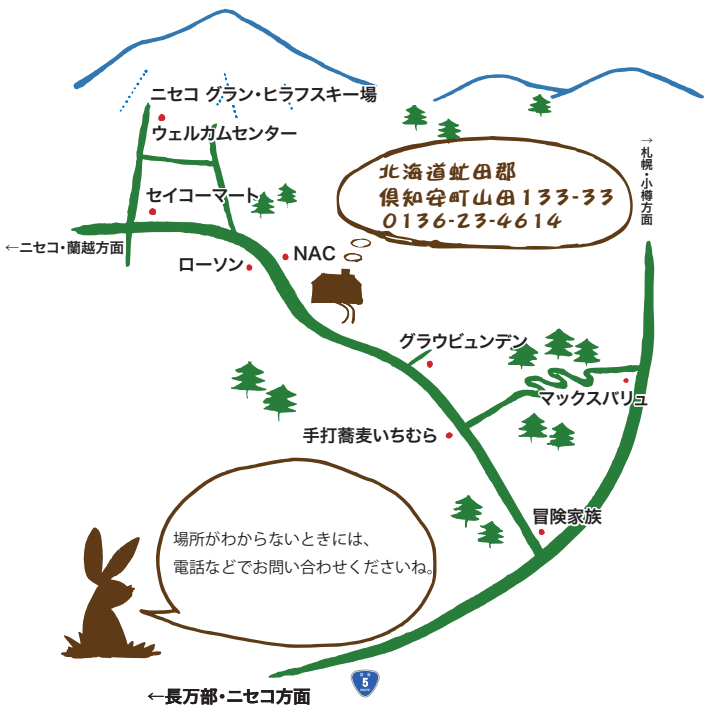 ニセコ グラン・ヒラフスキー場
ウェルカムセンター
セイコーマート
←ニセコ・蘭越方面
ローソン
NAC
北海道虻田郡
倶知安町山田133-33
0136-23-4614
→札幌・小樽方面
グラウビュンデン
マックスバリュ
手打蕎麦いちむら
冒険家族
場所がわからないときには、
電話などでお問い合わせくださいね。
←長万部・ニセコ方面
5